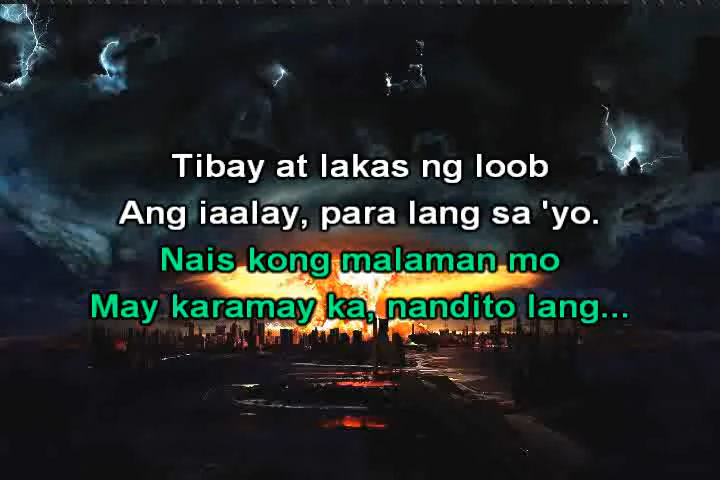 Tibay at lakas ng loob
Ang iaalay, para lang sa 'yo.
Nais kong malaman mo
May karamay ka, nandito lang...